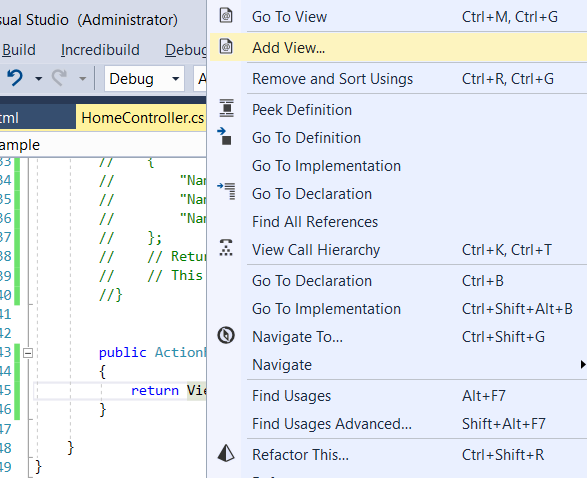 sual Studio (Administrator)
Build Incredibuild Debug
Debug A
tml HomeController.cs
ample
33 // {
34 // "Nar
35 // "Nar
36 // "Nar
37 // };
38 // // Retu
39 // // This
40 //}
41
42
43 public Action
44 {
45 return Vie
46 }
47
48 }
49 }
Go To View Ctrl+M, Ctrl+G
Add View...
Remove and Sort Usings Ctrl+R, Ctrl+G
Peek Definition
Go To Definition
Go To Implementation
Go To Declaration
Find All References
View Call Hierarchy Ctrl+K, Ctrl+T
Go To Declaration Ctrl+B
Go To Implementation Ctrl+Shift+Alt+B
Navigate To... Ctrl+Shift+G
Navigate
Find Usages Alt+F7
Find Usages Advanced... Shift+Alt+F7
Refactor This... Ctrl+Shift+R